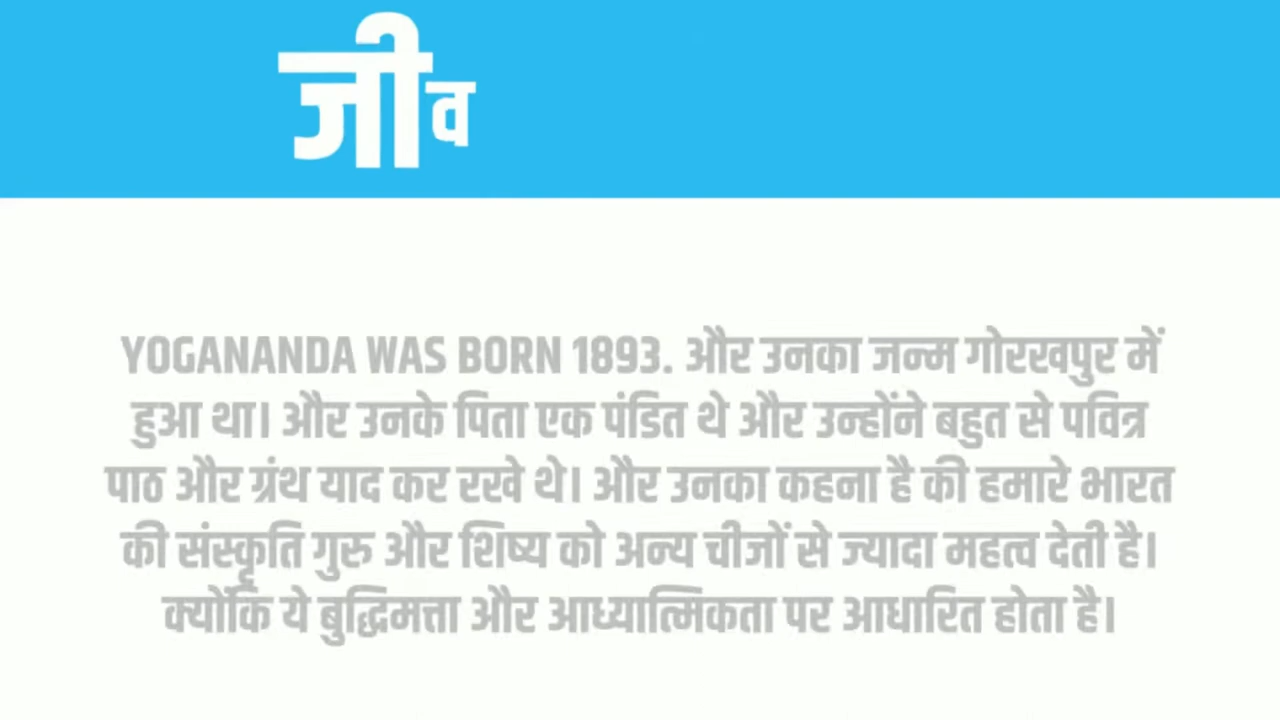 जीव
YOGANANDA WAS BORN 1893. और उनका जन्म गोरखपुर में
हुआ था। और उनके पिता एक पंडित थे और उन्होंने बहुत से पवित्र
पाठ और ग्रंथ याद कर रखे थे। और उनका कहना है की हमारे भारत
की संस्कृति गुरु और शिष्य को अन्य चीजों से ज्यादा महत्व देती है।
क्योंकि ये बुद्धिमत्ता और आध्यात्मिकता पर आधारित होता है।